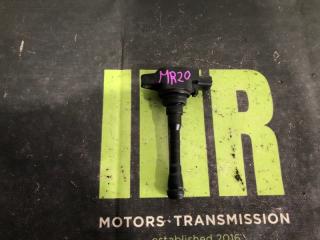 MR20
IMR
MOTORS·TRANSMISSION
established 2016